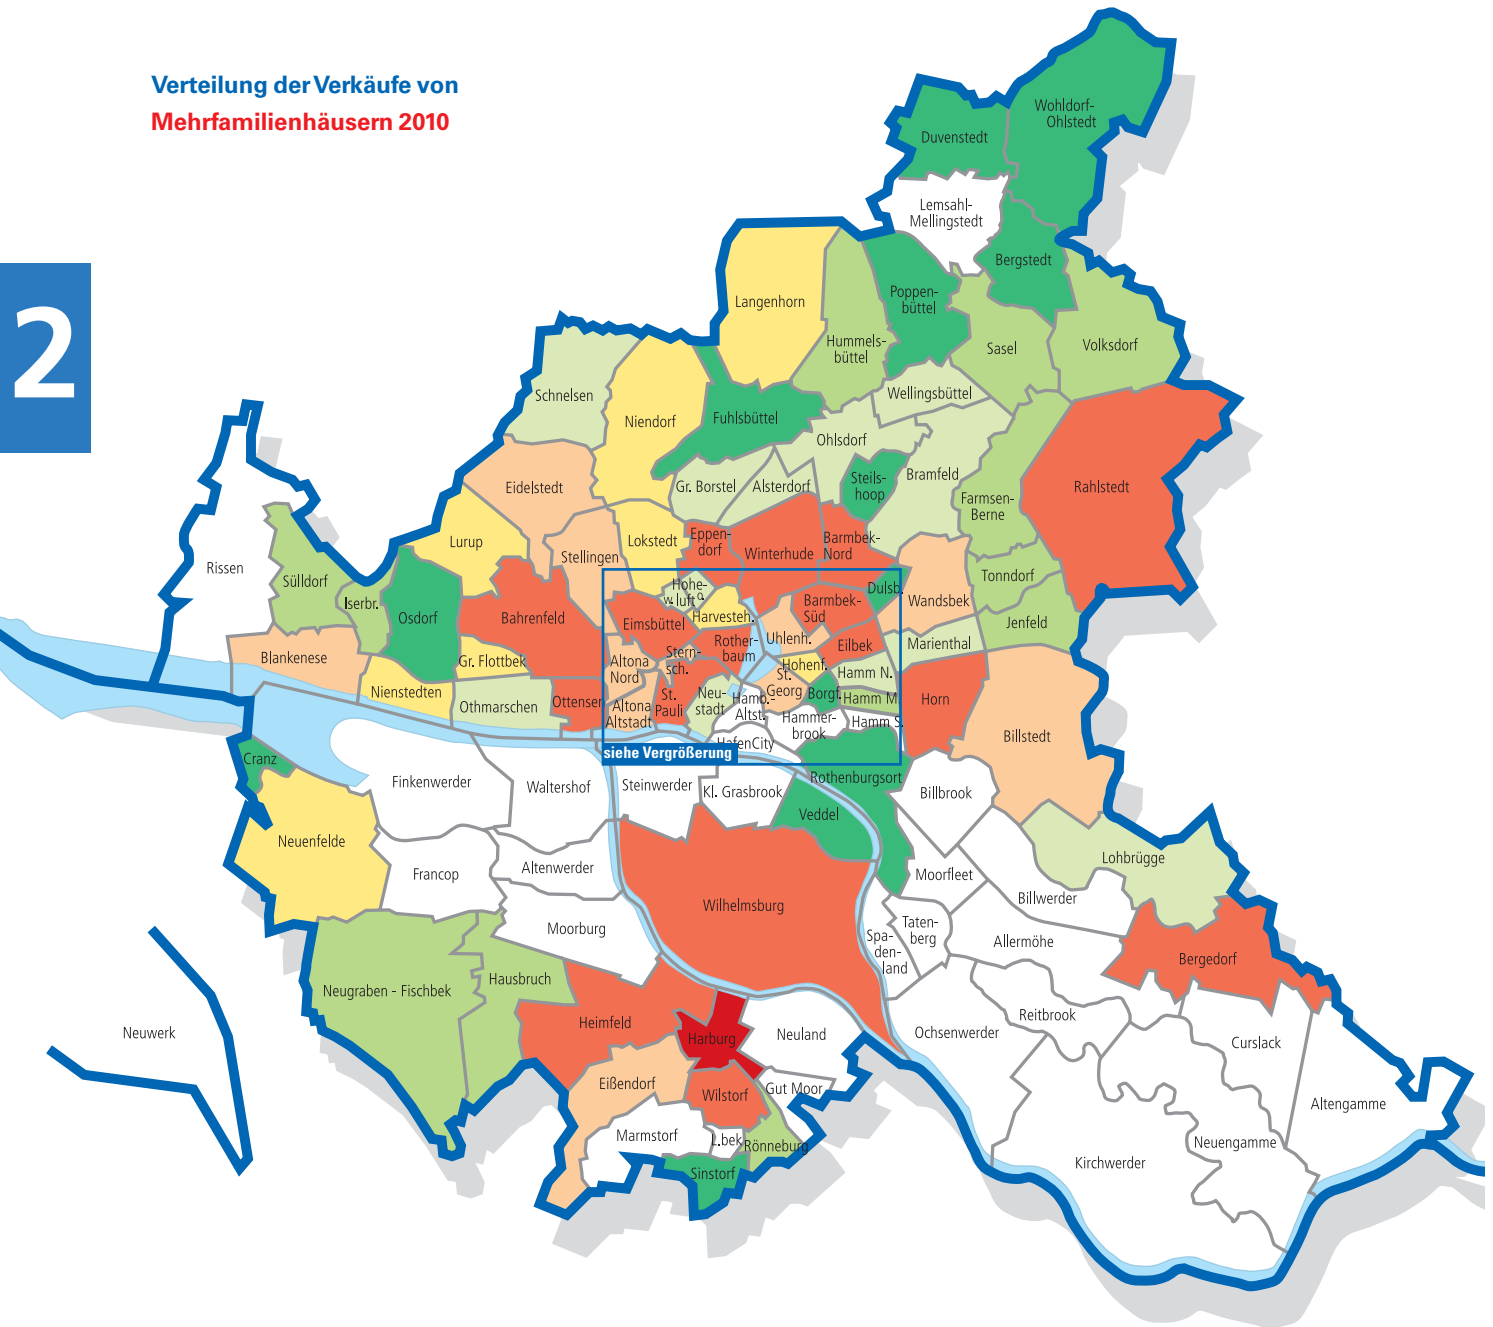 Verteilung der Verkäufe von
Mehrfamilienhäusern 2010
2
Wohldorf-
Ohlstedt
Duvenstedt
Lemsahl-
Mellingstedt
Bergstedt
Poppen-
büttel
Langenhorn
Hummels-
büttel
Sasel
Volksdorf
Schnelsen
Niendorf
Fuhlsbüttel
Wellingsbüttel
Ohlsdorf
Eidelstedt
Gr. Borstel
Alsterdorf
Steils-
hoop
Bramfeld
Farmsen-
Berne
Rahlstedt
Lurup
Stellingen
Lokstedt
Eppen-
dorf
Winterhude
Barmbek-
Nord
Rissen
Sülldorf
Iserbr.
Osdorf
Bahrenfeld
Hohe-
w.luft o.
Harvesteh.
Dulsb.
Barmbek-
Süd
Wandsbek
Tonndorf
Jenfeld
Eimsbüttel
Rother-
baum
Uhlenh.
Eilbek
Marienthal
Blankenese
Gr. Flottbek
Altona
Nord
Stern-
sch.
Hohenf.
Hamm N.
Nienstedten
Othmarschen
Ottensen
Altona
Altstadt
St.
Pauli
Neu-
stadt
St.
Georg
Borgf.
Hamm M.
Horn
Hamb.-
Altst.
Hammer-
brook
Hamm S.
Billstedt
HafenCity
siehe Vergrößerung
Cranz
Finkenwerder
Waltershof
Steinwerder
Kl. Grasbrook
Rothenburgsort
Billbrook
Veddel
Neuenfelde
Francop
Altenwerder
Moorfleet
Lohbrügge
Billwerder
Wilhelmsburg
Moorburg
Spa-
den-
land
Taten-
berg
Allermöhe
Bergedorf
Neugraben - Fischbek
Hausbruch
Heimfeld
Harburg
Neuland
Ochsenwerder
Reitbrook
Curslack
Neuwerk
Eißendorf
Wilstorf
Gut Moor
Altengamme
Marmstorf
L.bek
Rönneburg
Neuengamme
Kirchwerder
Sinstorf